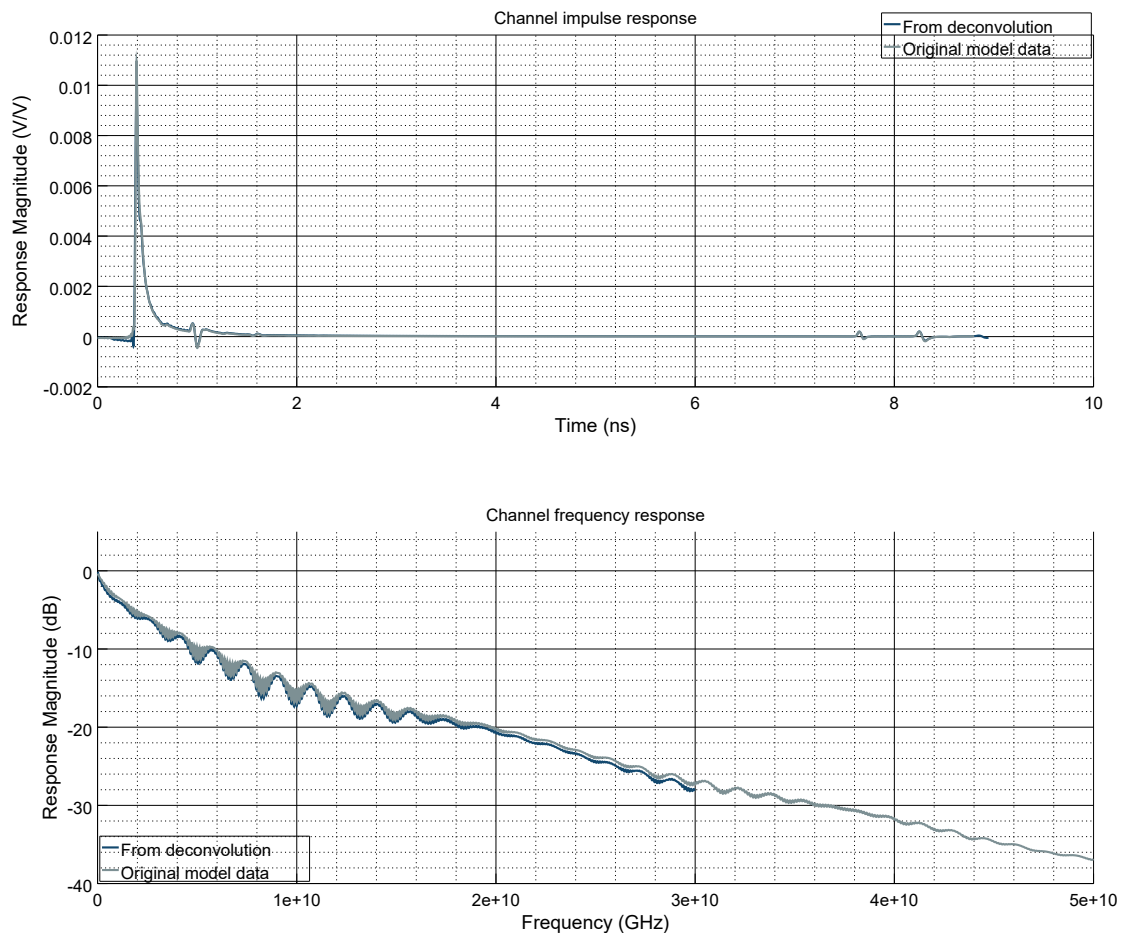 Channel impulse response
From deconvolution
Original model data
Response Magnitude (V/V)
0.012
0.01
0.008
0.006
0.004
0.002
0
-0.002
0 2 4 6 8 10
Time (ns)
Channel frequency response
Response Magnitude (dB)
0
-10
-20
-30
-40
From deconvolution
Original model data
0 1e+10 2e+10 3e+10 4e+10 5e+10
Frequency (GHz)